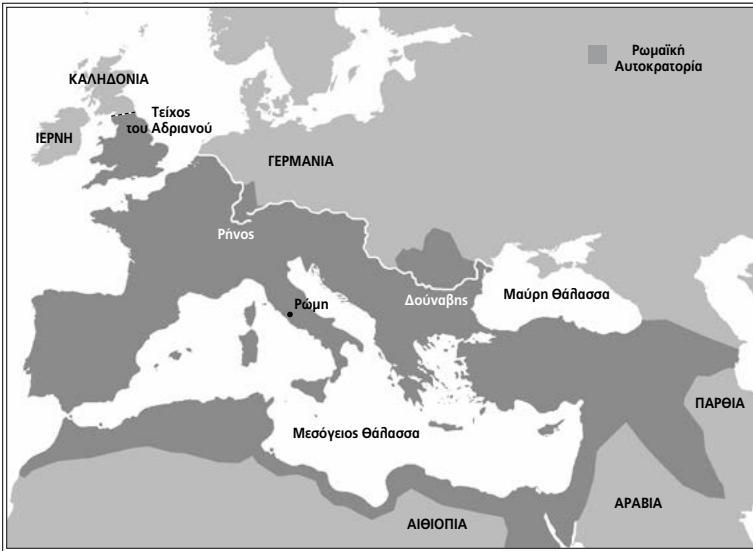 Ρωμαϊκή
Αυτοκρατορία
ΚΑΛΗΔΟΝΙΑ
Τείχος
του Αδριανού
ΙΕΡΝΗ
ΓΕΡΜΑΝΙΑ
Ρήνος
Δούναβης
Μαύρη Θάλασσα
Ρώμη
ΠΑΡΘΙΑ
Μεσόγειος Θάλασσα
ΑΡΑΒΙΑ
ΑΙΘΙΟΠΙΑ